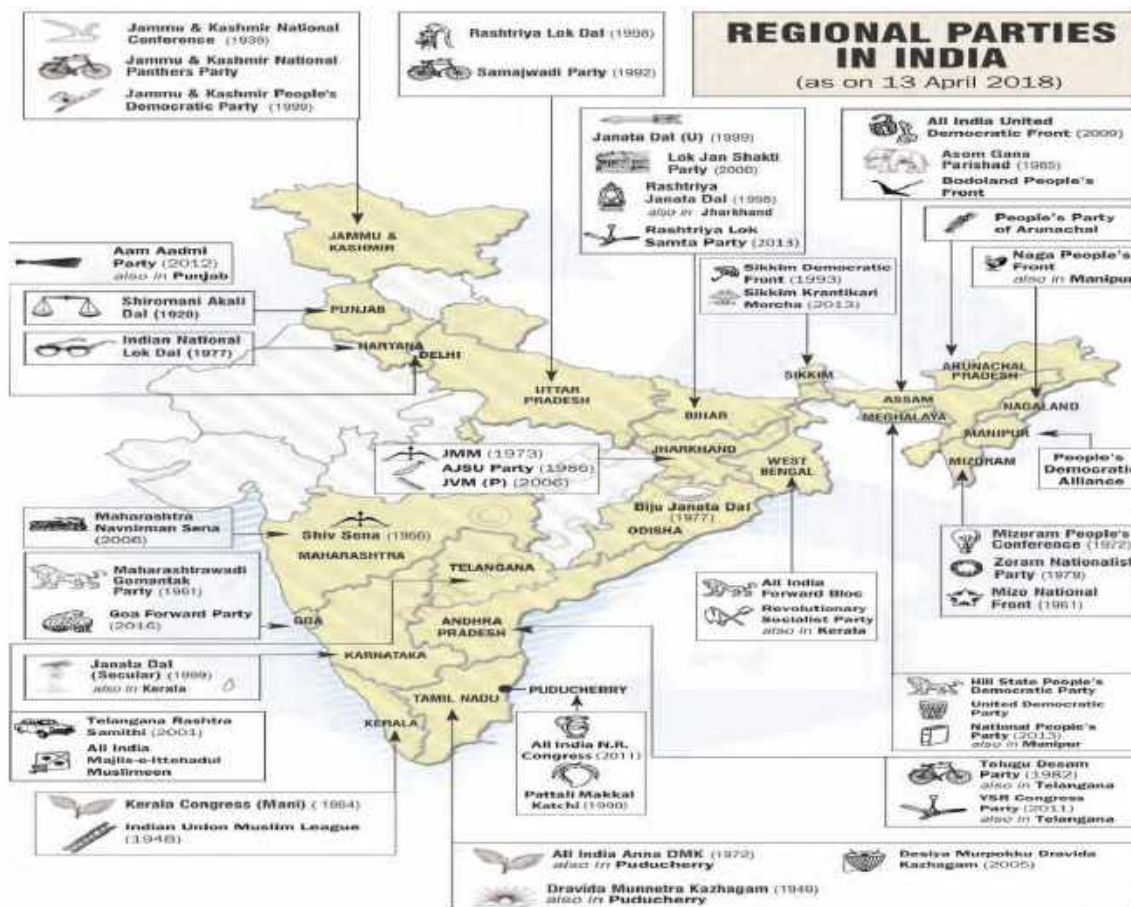 REGIONAL PARTIES
IN INDIA
(as on 13 April 2018)
Jammu & Kashmir National
Conference (1939)
Jammu & Kashmir National
Panthers Party
Jammu & Kashmir People's
Democratic Party (1999)
Rashtriya Lok Dal (1996)
Samajwadi Party (1992)
Janata Dal (U) (1999)
Lok Jan Shakti
Party (2000)
Rashtriya
Janata Dal (1998)
also in Jharkhand
Rashtriya Lok
Samta Party (2013)
All India United
Democratic Front (2009)
Asom Gana
Parishad (1985)
Bodoland People's
Front
People's Party
of Arunachal
Naga People's
Front
also in Manipur
Sikkim Democratic
Front (1993)
Sikkim Krantikari
Morcha (2013)
Aam Aadmi
Party (2012)
also in Punjab
Shiromani Akali
Dal (1920)
Indian National
Lok Dal (1977)
JAMMU &
KASHMIR
PUNJAB
HARYANA
DELHI
UTTAR
PRADESH
BIHAR
SIKKIM
ARUNACHAL
PRADESH
ASSAM
NAGALAND
MEGHALAYA
MANIPUR
MIZORAM
JHARKHAND
WEST
BENGAL
People's
Democratic
Alliance
JMM (1973)
AJSU Party (1986)
JVM (P) (2006)
Biju Janata Dal
(1977)
ODISHA
Maharashtra
Navnirman Sena
(2006)
Shiv Sena (1966)
MAHARASHTRA
TELANGANA
Maharashtrawadi
Gomantak
Party (1961)
Goa Forward Party
(2016)
GOA
ANDHRA
PRADESH
KARNATAKA
All India
Forward Bloc
Revolutionary
Socialist Party
also in Kerala
Mizoram People's
Conference (1972)
Zoram Nationalist
Party
Mizo National
Front (1961)
Janata Dal
(Secular) (1999)
also in Kerala
TAMIL NADU
PUDUCHERRY
KERALA
Telangana Rashtra
Samithi (2001)
All India
Majlis-e-Ittehadul
Muslimeen
All India N.R.
Congress (2011)
Pattali Makkal
Katchi
Hill State People's
Democratic Party
United Democratic
Party
National People's
Party (2013)
also in Manipur
Telugu Desam
Party (1982)
also in Telangana
YSR Congress
Party (2011)
also in Telangana
Kerala Congress (Mani)
Indian Union Muslim League
(1948)
All India Anna DMK (1972)
also in Puducherry
Dravida Munnetra Kazhagam (1949)
also in Puducherry
Desiya Murpokku Dravida
Kazhagam (2005)